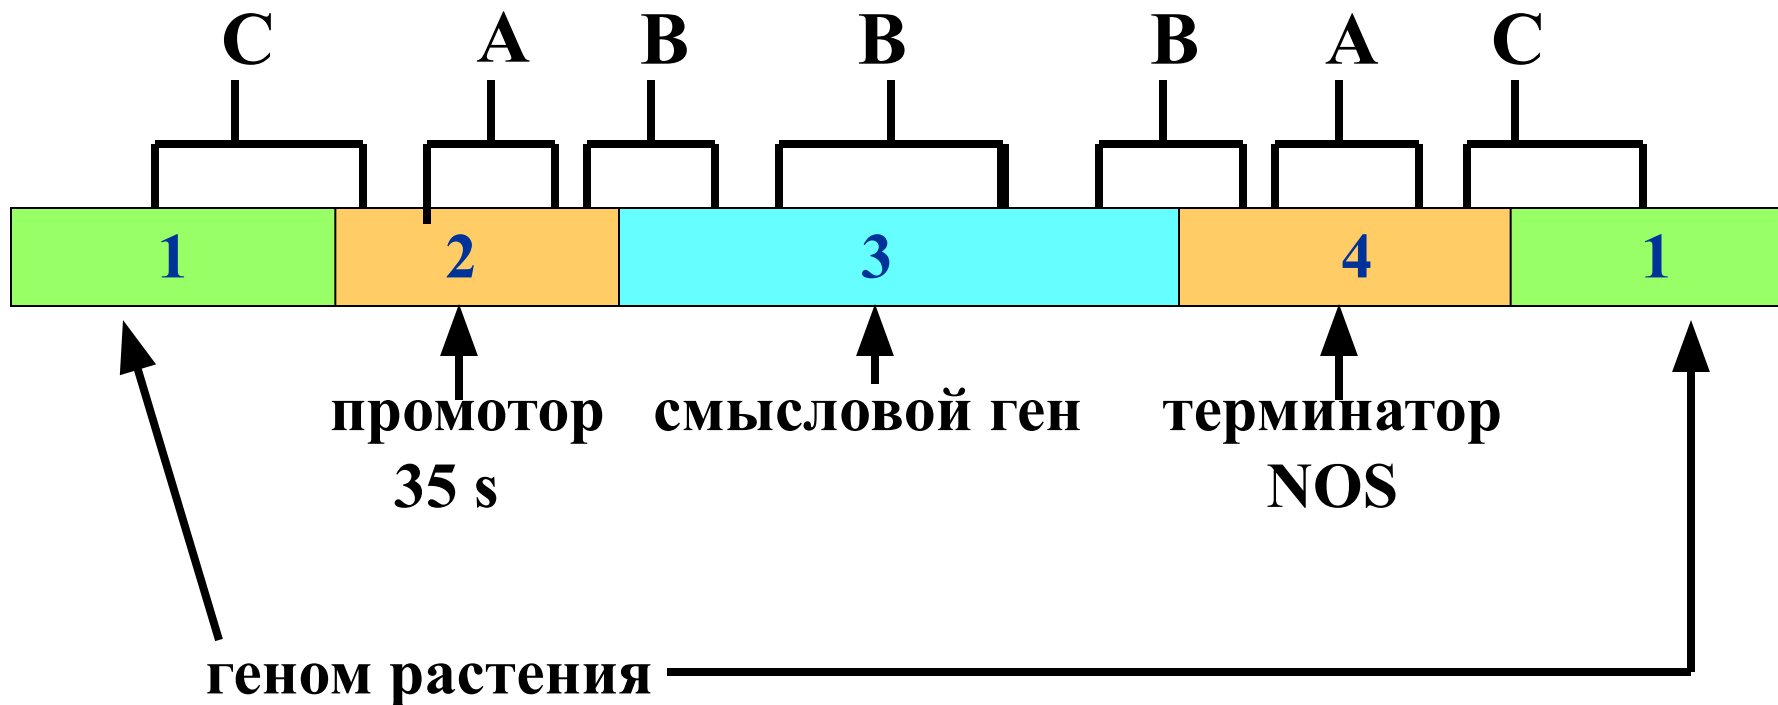 C A B B B A C
1 2 3 4 1
промотор смысловой ген терминатор
35 s NOS
геном растения